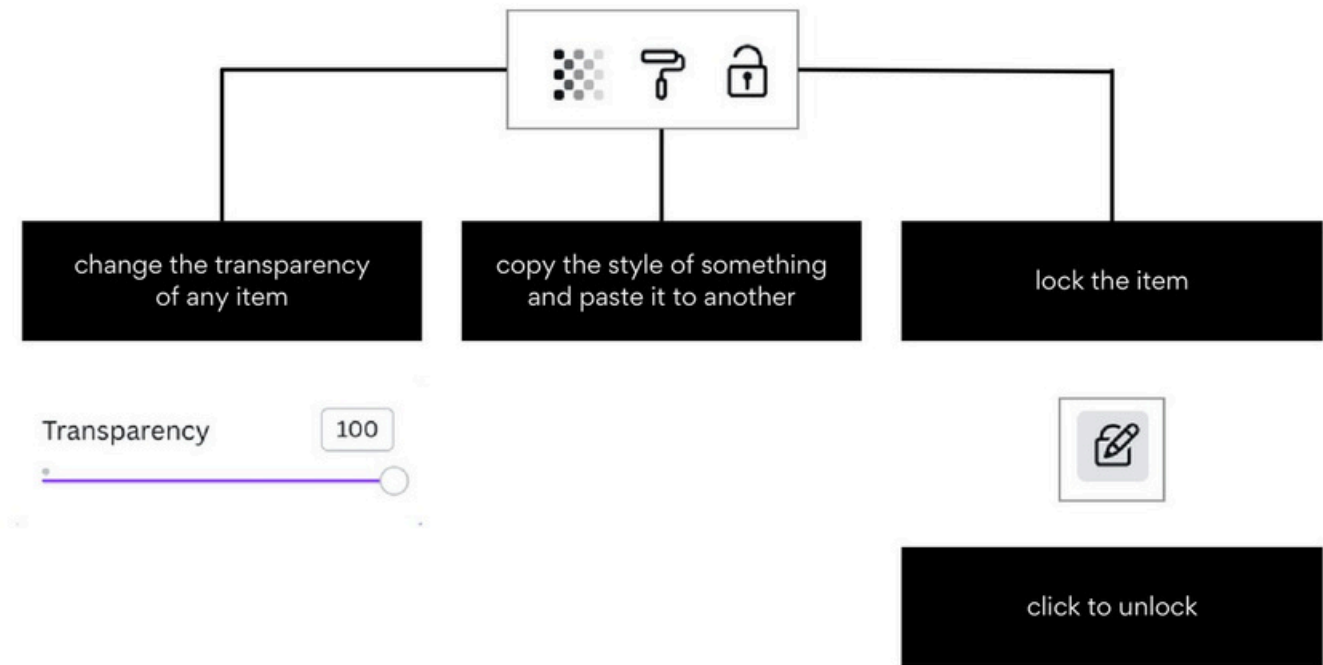 change the transparency
of any item
copy the style of something
and paste it to another
lock the item
Transparency
100
click to unlock